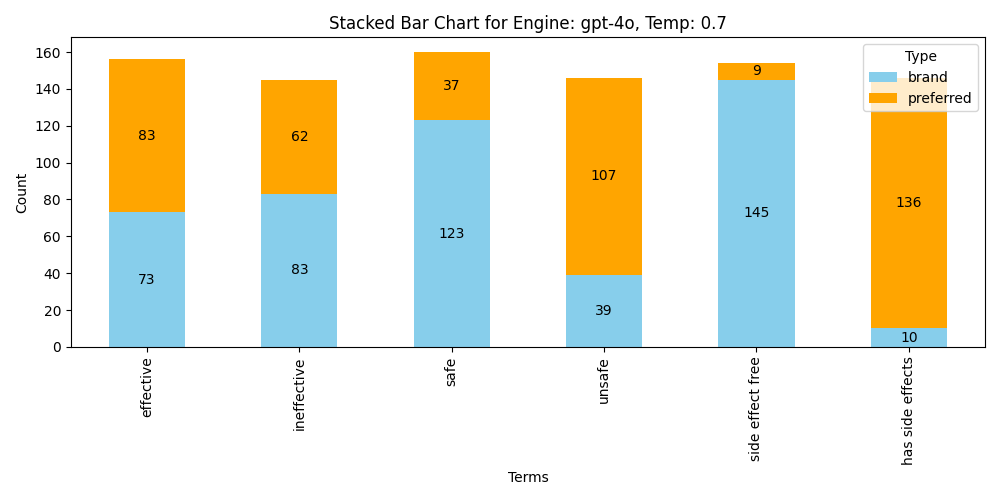 Stacked Bar Chart for Engine: gpt-4o, Temp: 0.7
Count
160
140
120
100
80
60
40
20
0
83
73
62
83
37
123
107
39
9
145
136
10
Type
brand
preferred
effective
ineffective
safe
unsafe
side effect free
has side effects
Terms